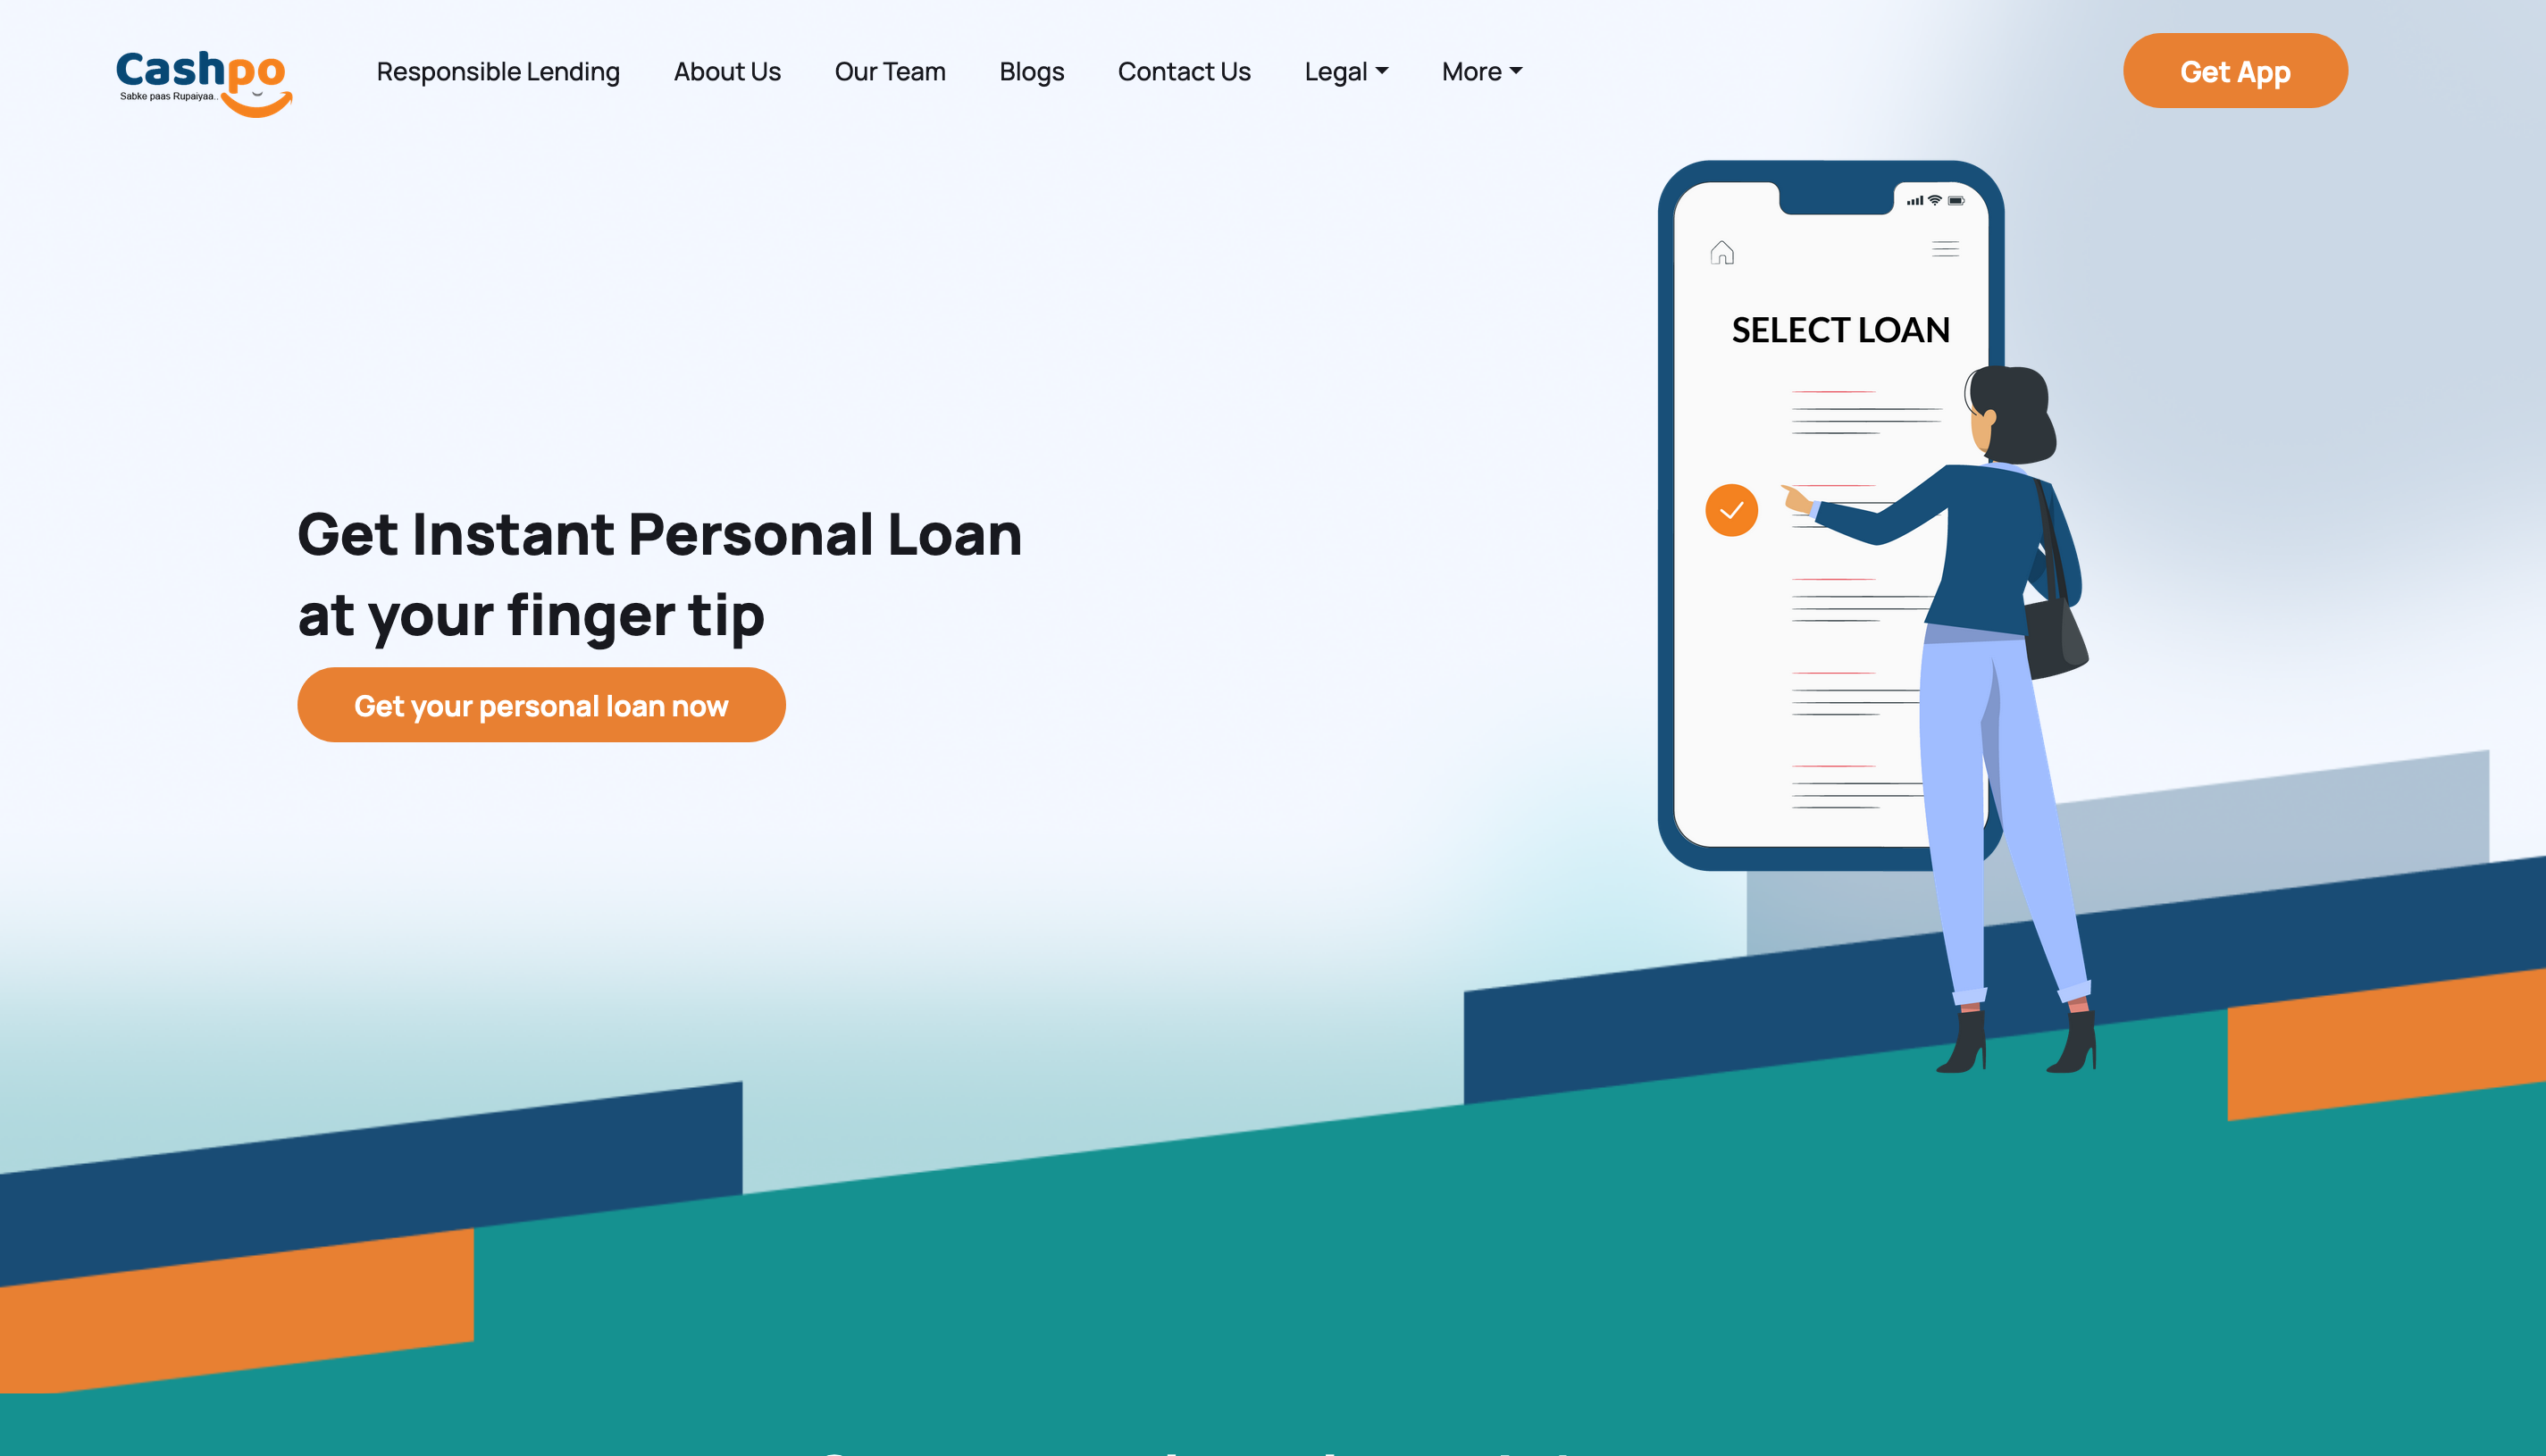 Cashpo
Sabke paas Rupaiyaa..
Responsible Lending
About Us
Our Team
Blogs
Contact Us
Legal
More
Get App
SELECT LOAN
Get Instant Personal Loan
at your finger tip
Get your personal loan now